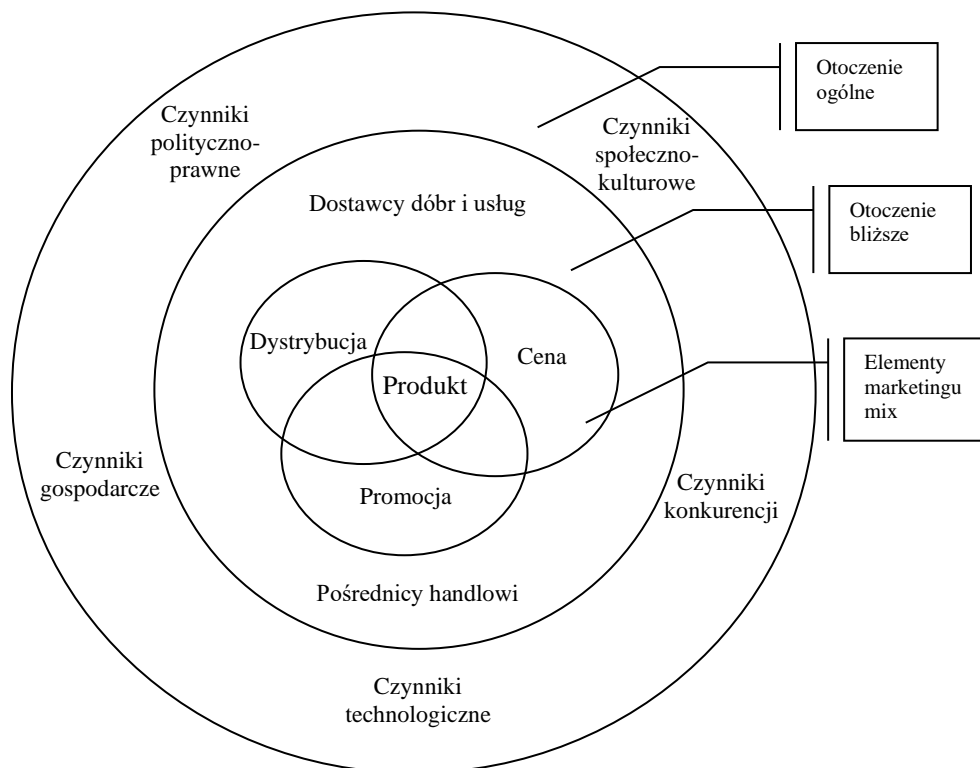 Otoczenie
ogólne
Czynniki
polityczno-
prawne
Czynniki
społeczno-
kulturowe
Dostawcy dóbr i usług
Otoczenie
bliższe
Dystrybucja
Cena
Produkt
Elementy
marketingu
mix
Czynniki
gospodarcze
Promocja
Czynniki
konkurencji
Pośrednicy handlowi
Czynniki
technologiczne